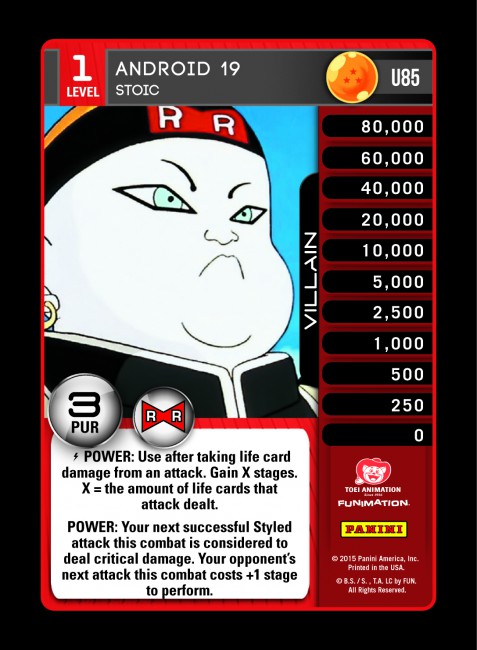 1
LEVEL
ANDROID 19
STOIC
U85
R R
80,000
60,000
40,000
20,000
10,000
5,000
2,500
1,000
500
250
0
VILLAIN
3
PUR
R R
⚡ POWER: Use after taking life card
damage from an attack. Gain X stages.
X = the amount of life cards that
attack dealt.
POWER: Your next successful Styled
attack this combat is considered to
deal critical damage. Your opponent's
next attack this combat costs +1 stage
to perform.
TOEI ANIMATION
Since 1956
FUNIMATION.
PANINI
© 2015 Panini America, Inc.
Printed in the USA.
© B.S. / S. , T.A. LC by FUN.
All Rights Reserved.